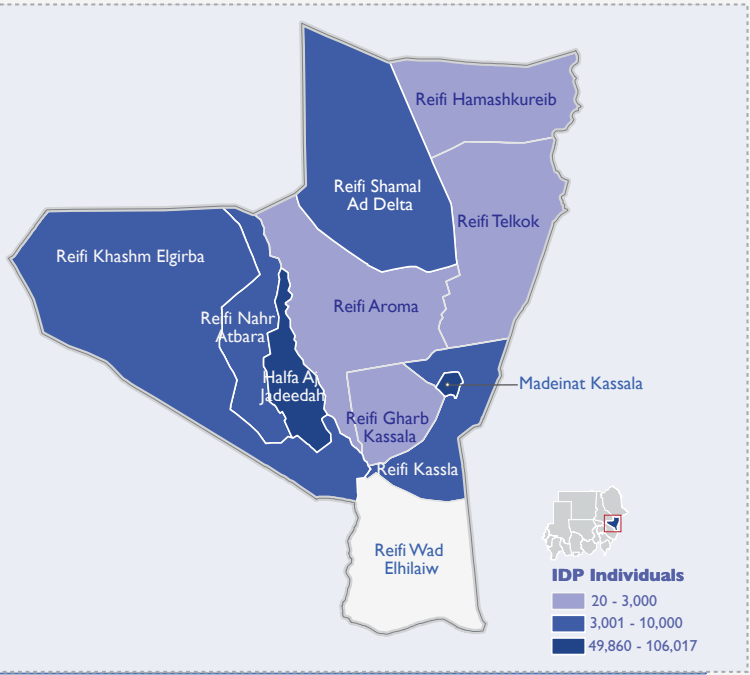 Reifi Hamashkureib
Reifi Shamal
Ad Delta
Reifi Telkok
Reifi Khashm Elgirba
Reifi Aroma
Reifi Nahr
Atbara
Halfa Aj
Jadeedah
Madeinat Kassala
Reifi Gharb
Kassala
Reifi Kassla
Reifi Wad
Elhilaiw
IDP Individuals
20 - 3,000
3,001 - 10,000
49,860 - 106,017